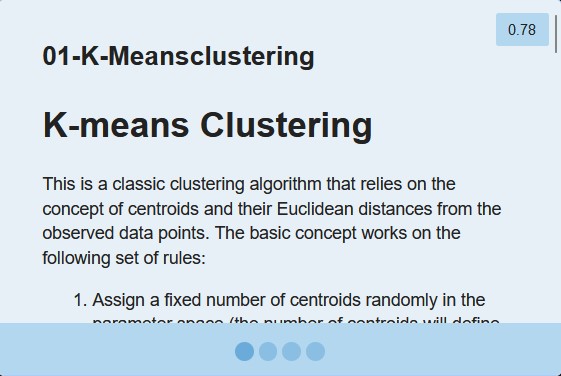 0.78
01-K-Meansclustering
K-means Clustering
This is a classic clustering algorithm that relies on the
concept of centroids and their Euclidean distances from the
observed data points. The basic concept works on the
following set of rules:
1. Assign a fixed number of centroids randomly in the
parameter space (the number of centroids will define